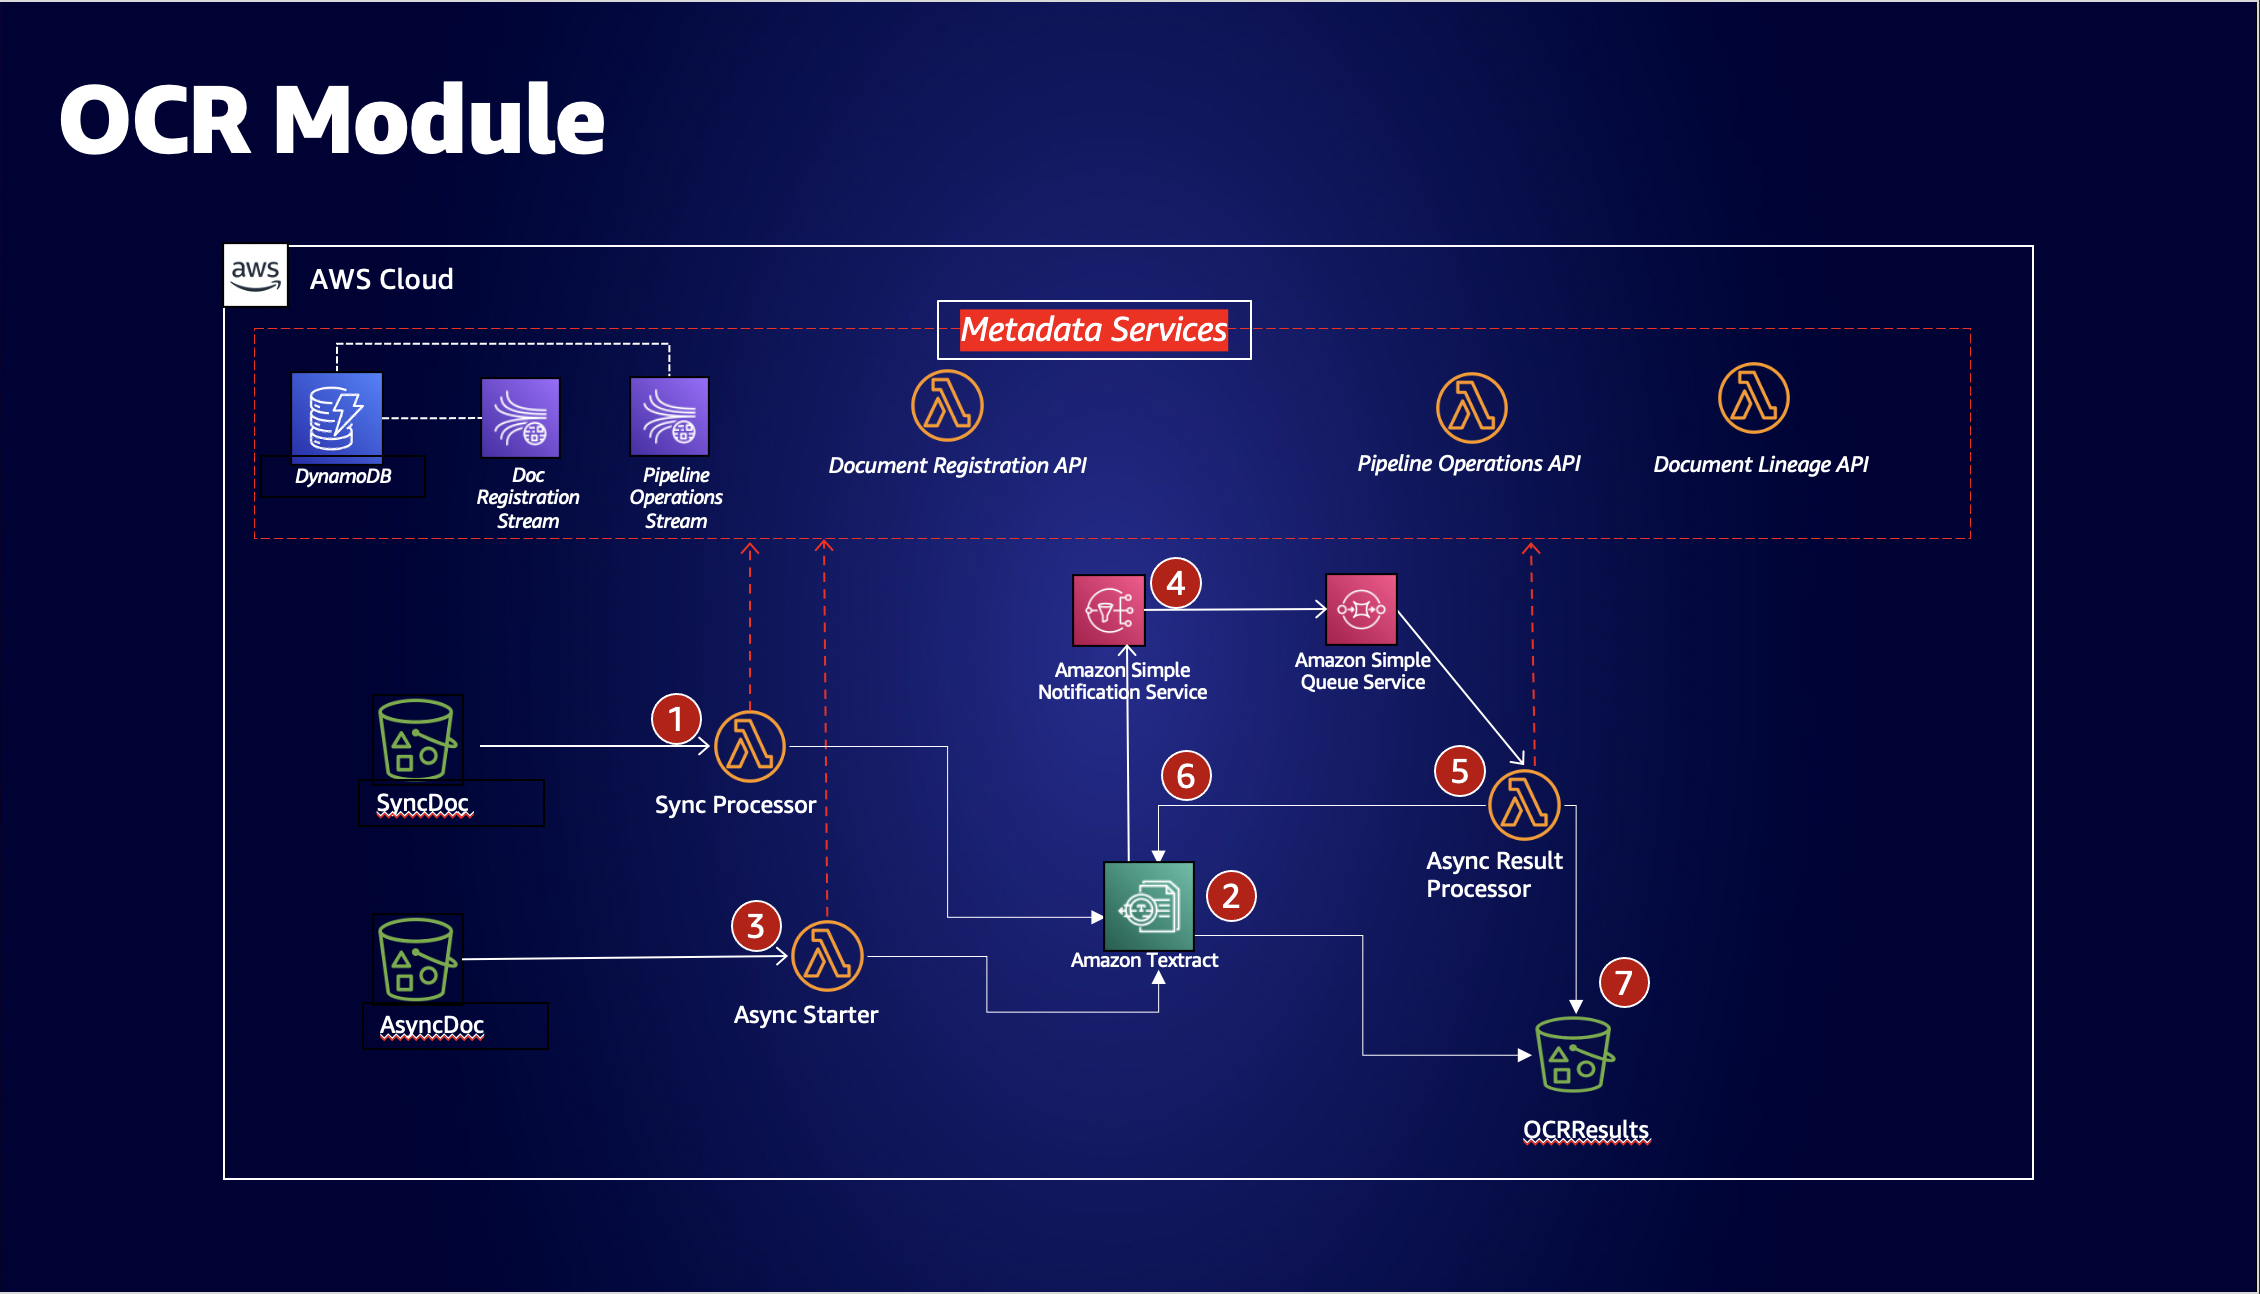 OCR Module
aws
AWS Cloud
Metadata Services
DynamoDB
Doc
Registration
Stream
Pipeline
Operations
Stream
Document Registration API
Pipeline Operations API
Document Lineage API
4
Amazon Simple
Notification Service
Amazon Simple
Queue Service
1
SyncDoc
Sync Processor
6
5
Async Result
Processor
3
2
Amazon Textract
AsyncDoc
Async Starter
7
OCRResults